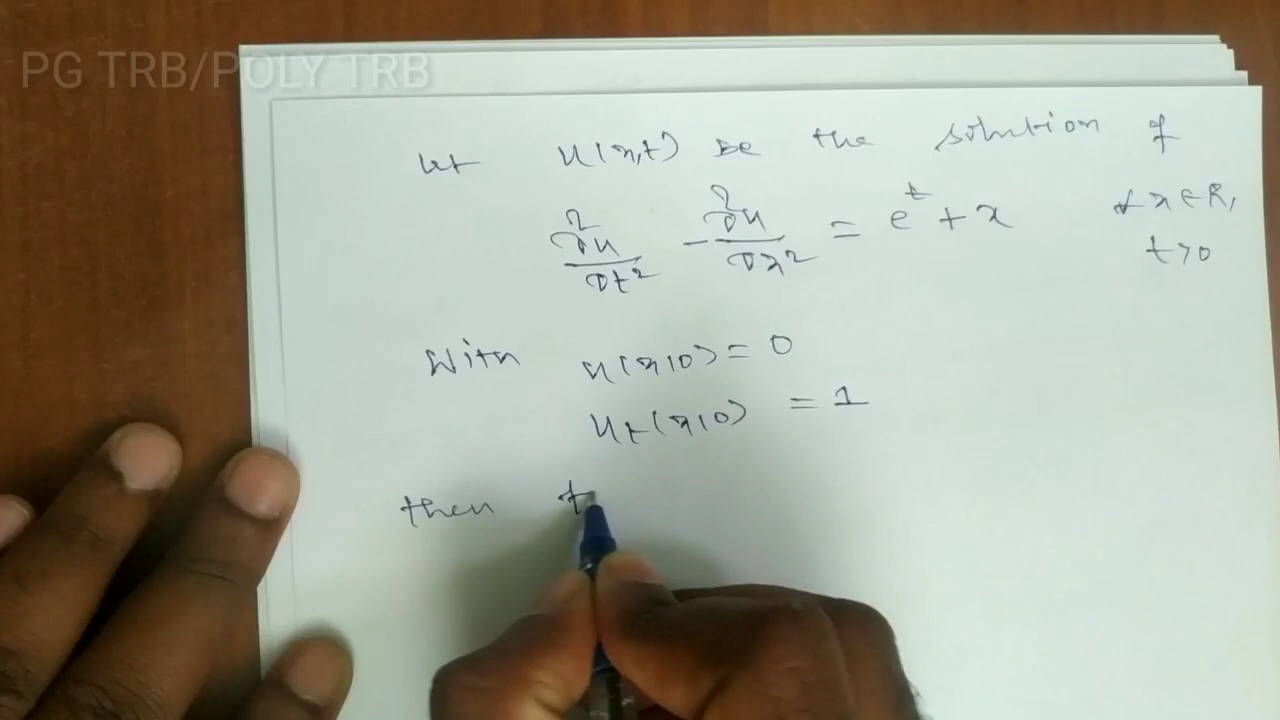 PG TRB/POLY TRB
Let u(x,t) be the solution of
∂²u/∂t² - ∂²u/∂x² = e^t + x ∀ x ∈ R,
t>0
With u(x,0) = 0
u_t(x,0) = 1
then t